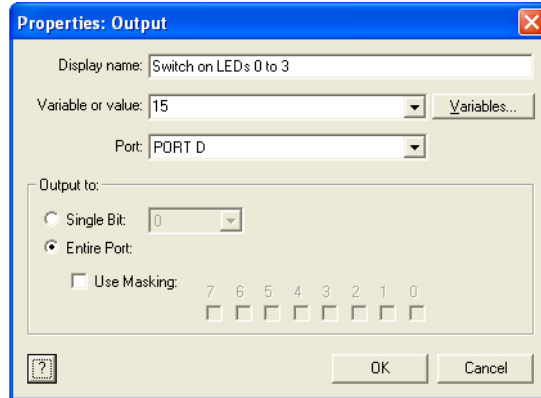 Properties: Output
Display name: Switch on LEDs 0 to 3
Variable or value: 15 Variables...
Port: PORT D
Output to:
Single Bit: 0
Entire Port:
Use Masking: 7 6 5 4 3 2 1 0
? OK Cancel